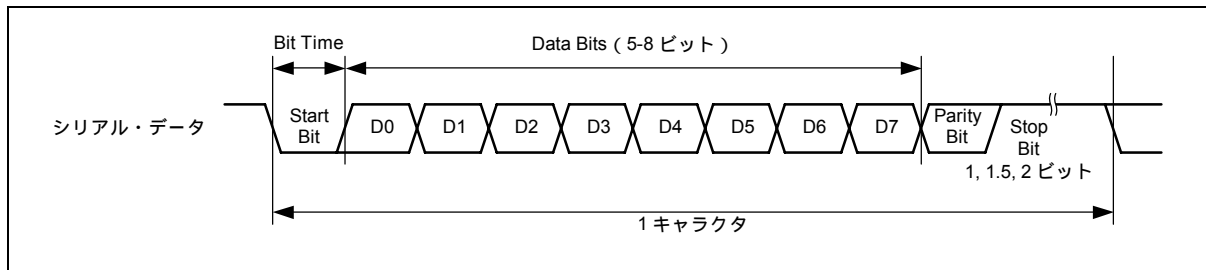 Bit Time
Data Bits（5-8 ビット）
シリアル・データ
Start
Bit
D0
D1
D2
D3
D4
D5
D6
D7
Parity
Bit
Stop
Bit
1, 1.5, 2 ビット
1 キャラクタ